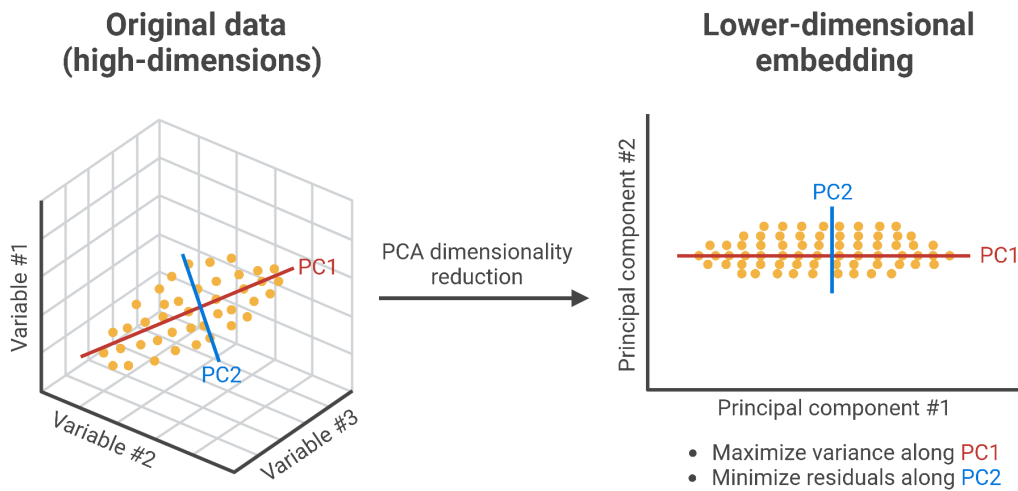 Original data
(high-dimensions)
Lower-dimensional
embedding
Variable #1
Variable #2
Variable #3
PC1
PC2
PCA dimensionality
reduction
Principal component #2
PC2
PC1
Principal component #1
• Maximize variance along PC1
• Minimize residuals along PC2